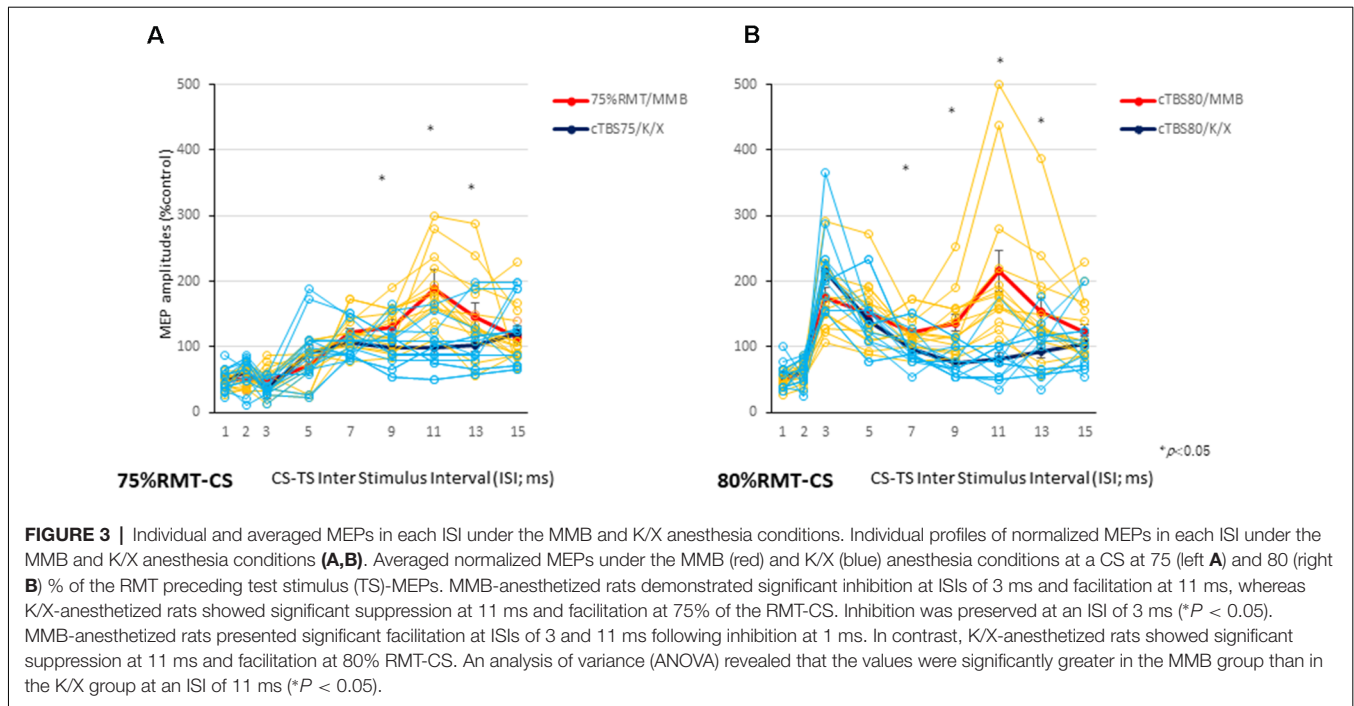 A
B
500
400
300
200
100
0
MEP amplitudes (%control)
1 2 3 5 7 9 11 13 15
75%RMT/MMB
cTBS75/K/X
*
*
*
75%RMT-CS CS-TS Inter Stimulus Interval (ISI; ms)
500
400
300
200
100
0
1 2 3 5 7 9 11 13 15
cTBS80/MMB
cTBS80/K/X
*
*
*
*
*p<0.05
80%RMT-CS CS-TS Inter Stimulus Interval (ISI; ms)
FIGURE 3 | Individual and averaged MEPs in each ISI under the MMB and K/X anesthesia conditions. Individual profiles of normalized MEPs in each ISI under the
MMB and K/X anesthesia conditions (A,B). Averaged normalized MEPs under the MMB (red) and K/X (blue) anesthesia conditions at a CS at 75 (left A) and 80 (right
B) % of the RMT preceding test stimulus (TS)-MEPs. MMB-anesthetized rats demonstrated significant inhibition at ISIs of 3 ms and facilitation at 11 ms, whereas
K/X-anesthetized rats showed significant suppression at 11 ms and facilitation at 75% of the RMT-CS. Inhibition was preserved at an ISI of 3 ms (*P < 0.05).
MMB-anesthetized rats presented significant facilitation at ISIs of 3 and 11 ms following inhibition at 1 ms. In contrast, K/X-anesthetized rats showed significant
suppression at 11 ms and facilitation at 80% RMT-CS. An analysis of variance (ANOVA) revealed that the values were significantly greater in the MMB group than in
the K/X group at an ISI of 11 ms (*P < 0.05).